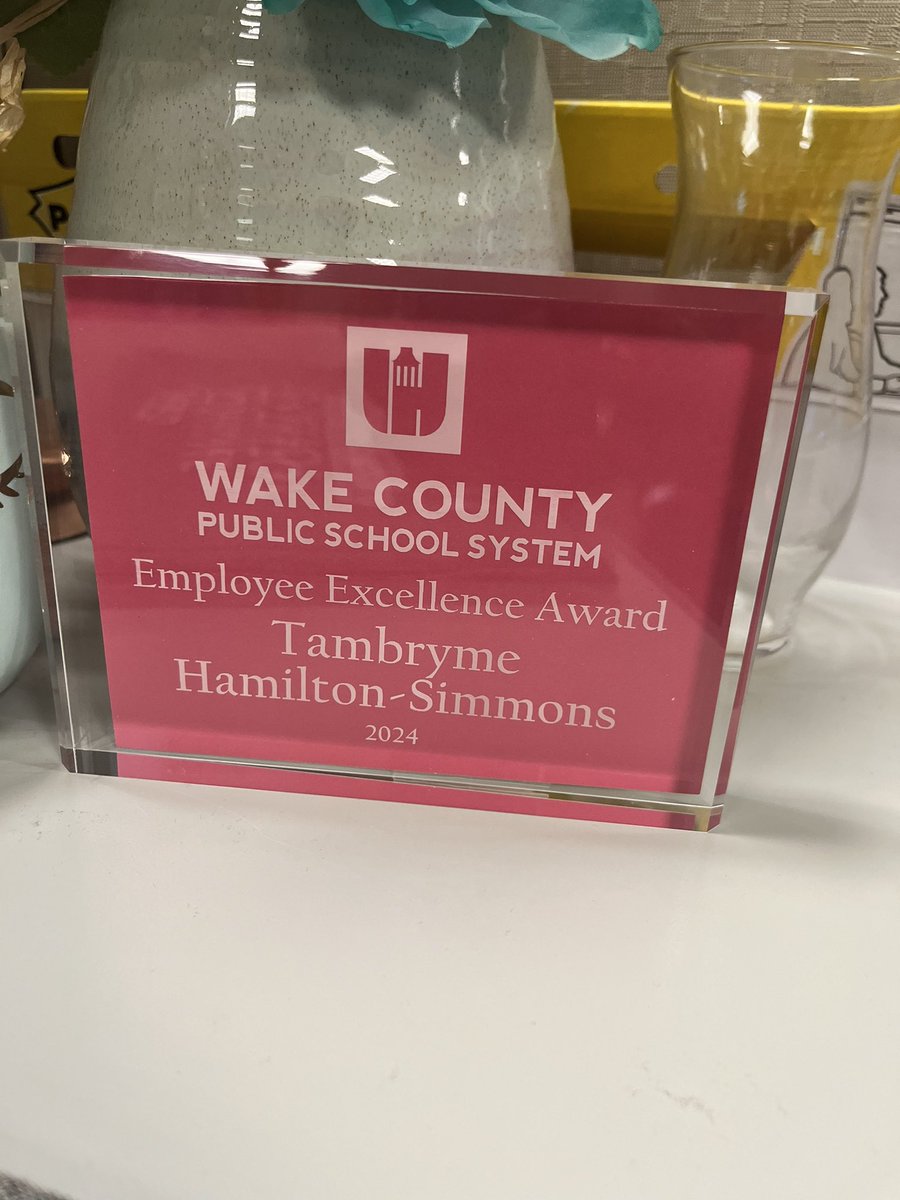 WAKE COUNTY
PUBLIC SCHOOL SYSTEM
Employee Excellence Award
Tambryme
Hamilton-Simmons
2024